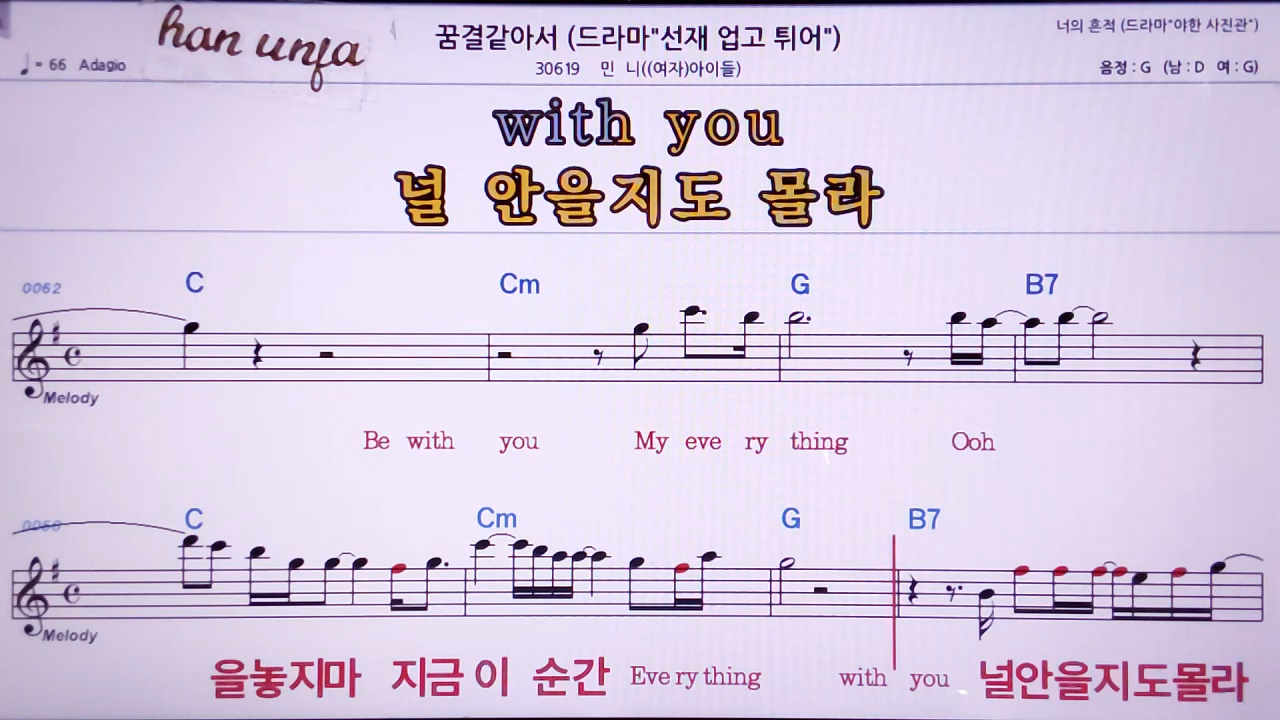 han unfa
꿈결같아서 (드라마"선재 업고 튀어")
너의 흔적 (드라마"야한 사진관")
♩= 66 Adagio
30619 민 니((여자)아이들)
음정 : G (남 : D 여 : G)
with you
널 안을지도 몰라
0062 C Cm G B7
Melody
Be with you My eve ry thing Ooh
C Cm G B7
Melody
을놓지마 지금 이 순간 Eve ry thing with you 널안을지도몰라